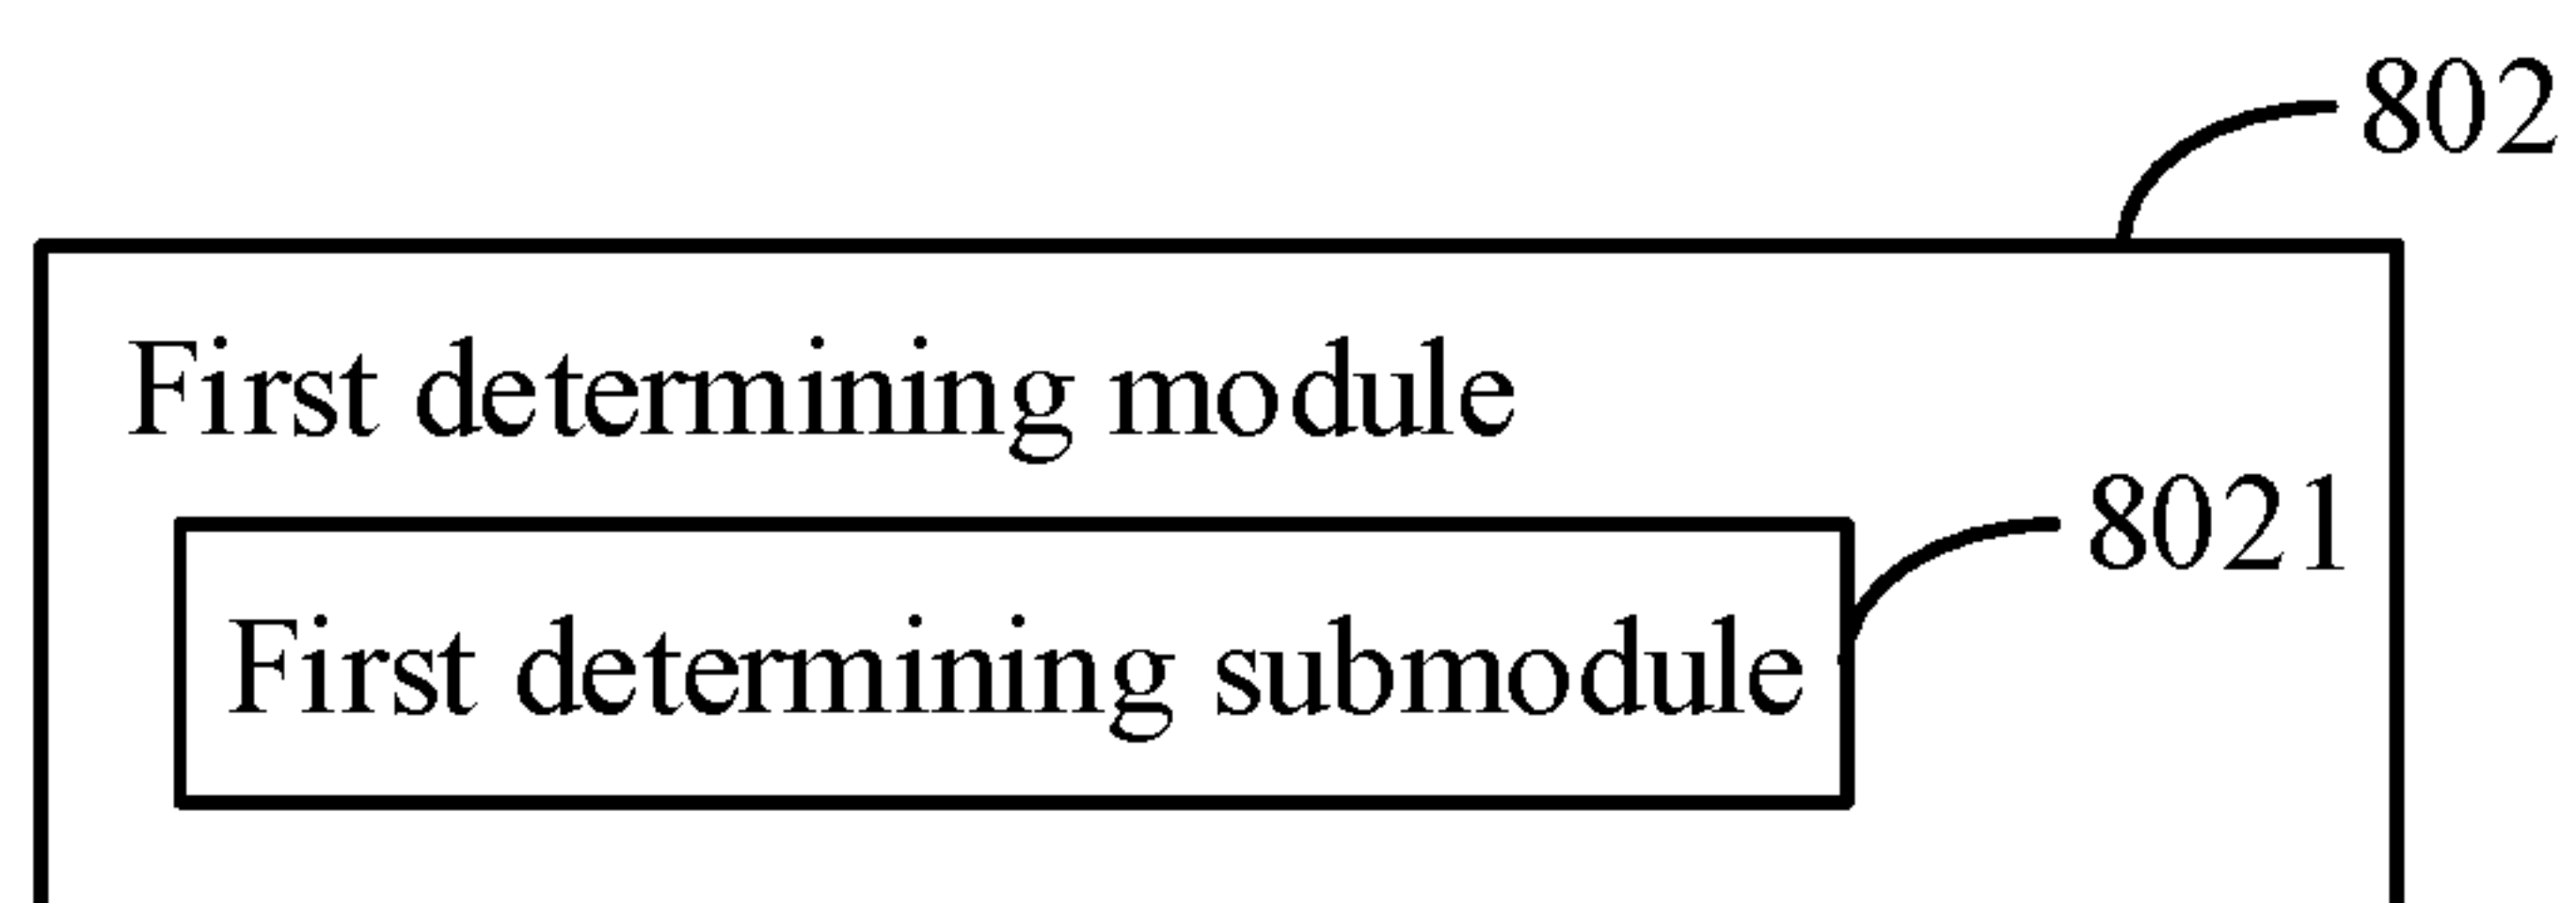 802
First determining module
8021
First determining submodule